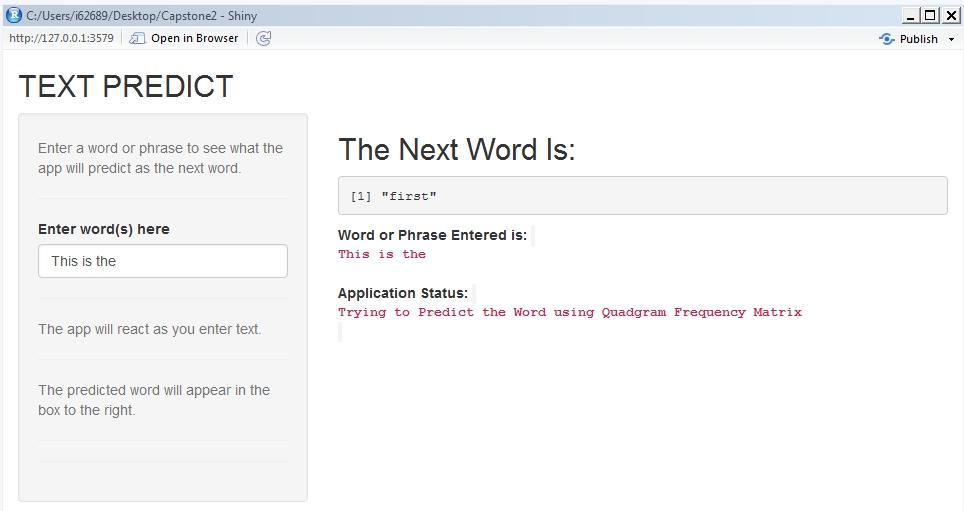 C:/Users/i62689/Desktop/Capstone2 - Shiny
http://127.0.0.1:3579 Open in Browser Publish
TEXT PREDICT
Enter a word or phrase to see what the
app will predict as the next word.
Enter word(s) here
This is the
The app will react as you enter text.
The predicted word will appear in the
box to the right.
The Next Word Is:
[1] "first"
Word or Phrase Entered is:
This is the
Application Status:
Trying to Predict the Word using Quadgram Frequency Matrix